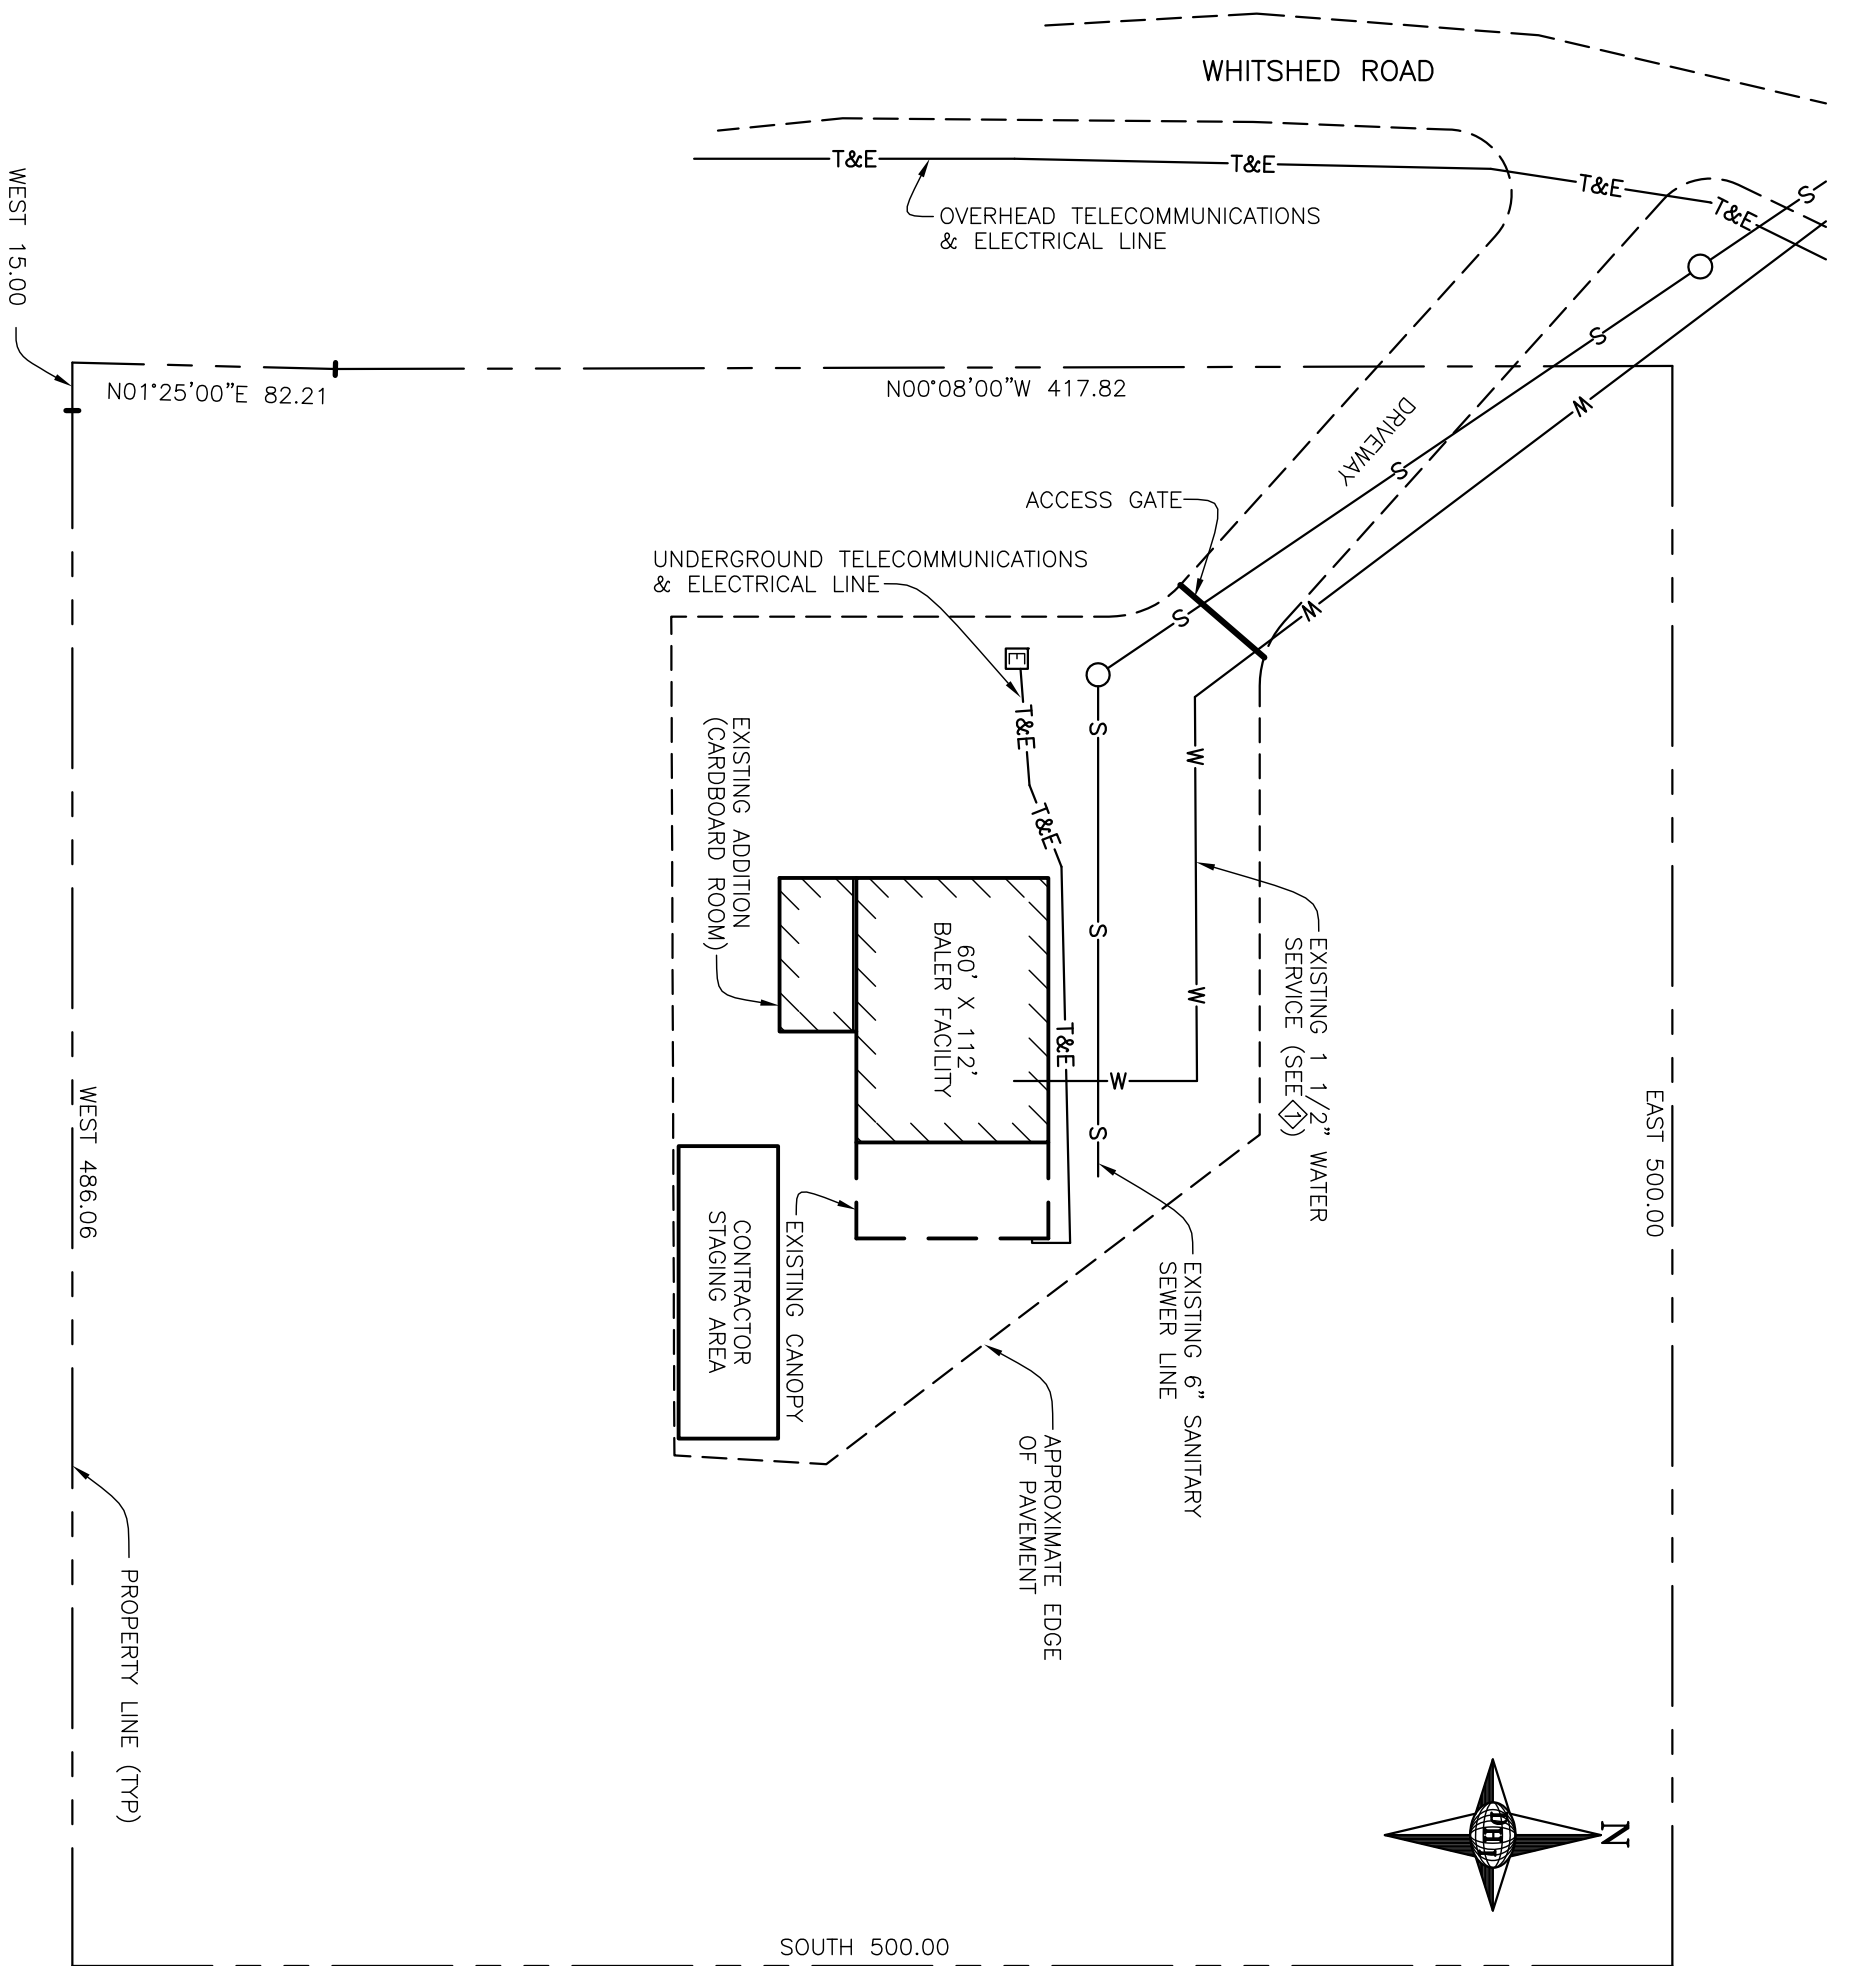 WHITSHED ROAD
T&E
T&E
T&E
T&E
S
OVERHEAD TELECOMMUNICATIONS
& ELECTRICAL LINE
WEST 15.00
N01°25'00"E 82.21
N00°08'00"W 417.82
S
W
DRIVEWAY
S
ACCESS GATE
UNDERGROUND TELECOMMUNICATIONS
& ELECTRICAL LINE
S
W
E
T&E
S
W
T&E
EXISTING ADDITION
(CARDBOARD ROOM)
60' X 112'
BALER FACILITY
S
W
T&E
W
S
EXISTING 1 1/2" WATER
SERVICE (SEE 7)
EAST 500.00
WEST 486.06
CONTRACTOR
STAGING AREA
EXISTING CANOPY
EXISTING 6" SANITARY
SEWER LINE
APPROXIMATE EDGE
OF PAVEMENT
PROPERTY LINE (TYP)
N
SOUTH 500.00